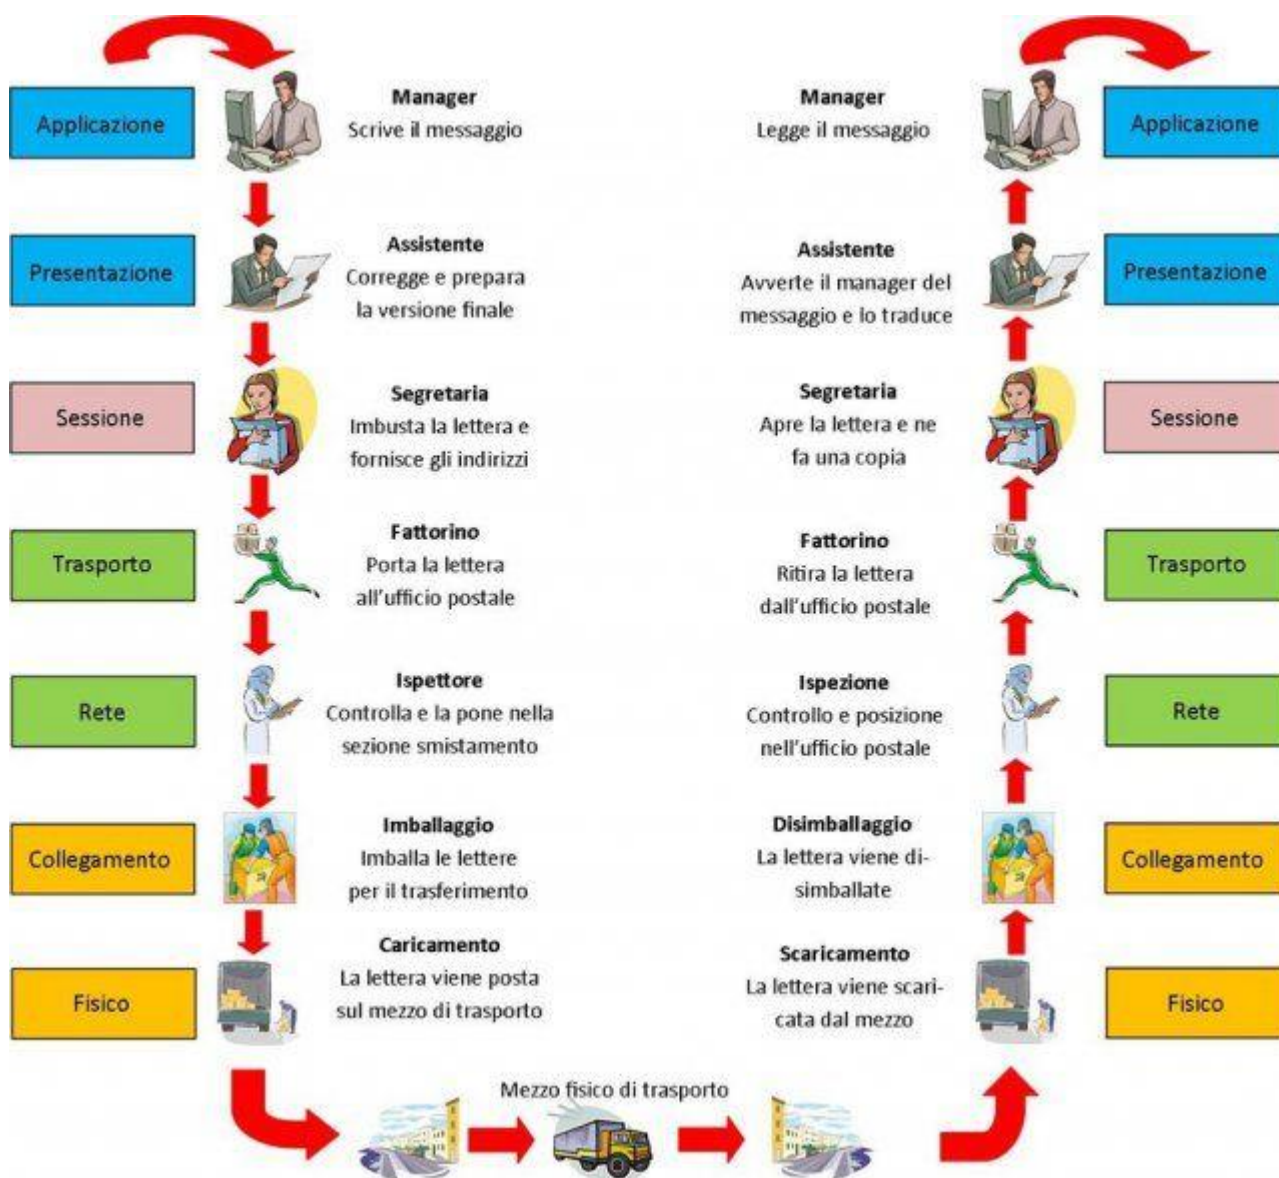 Applicazione
Manager
Scrive il messaggio
Manager
Legge il messaggio
Applicazione
Presentazione
Assistente
Corregge e prepara
la versione finale
Assistente
Avverte il manager del
messaggio e lo traduce
Presentazione
Sessione
Segretaria
Imbusta la lettera e
fornisce gli indirizzi
Segretaria
Apre la lettera e ne
fa una copia
Sessione
Trasporto
Fattorino
Porta la lettera
all'ufficio postale
Fattorino
Ritira la lettera
dall'ufficio postale
Trasporto
Rete
Ispettore
Controlla e la pone nella
sezione smistamento
Ispezione
Controllo e posizione
nell'ufficio postale
Rete
Collegamento
Imballaggio
Imballa le lettere
per il trasferimento
Disimballaggio
La lettera viene di-
simballate
Collegamento
Fisico
Caricamento
La lettera viene posta
sul mezzo di trasporto
Scaricamento
La lettera viene scari-
cata dal mezzo
Fisico
Mezzo fisico di trasporto